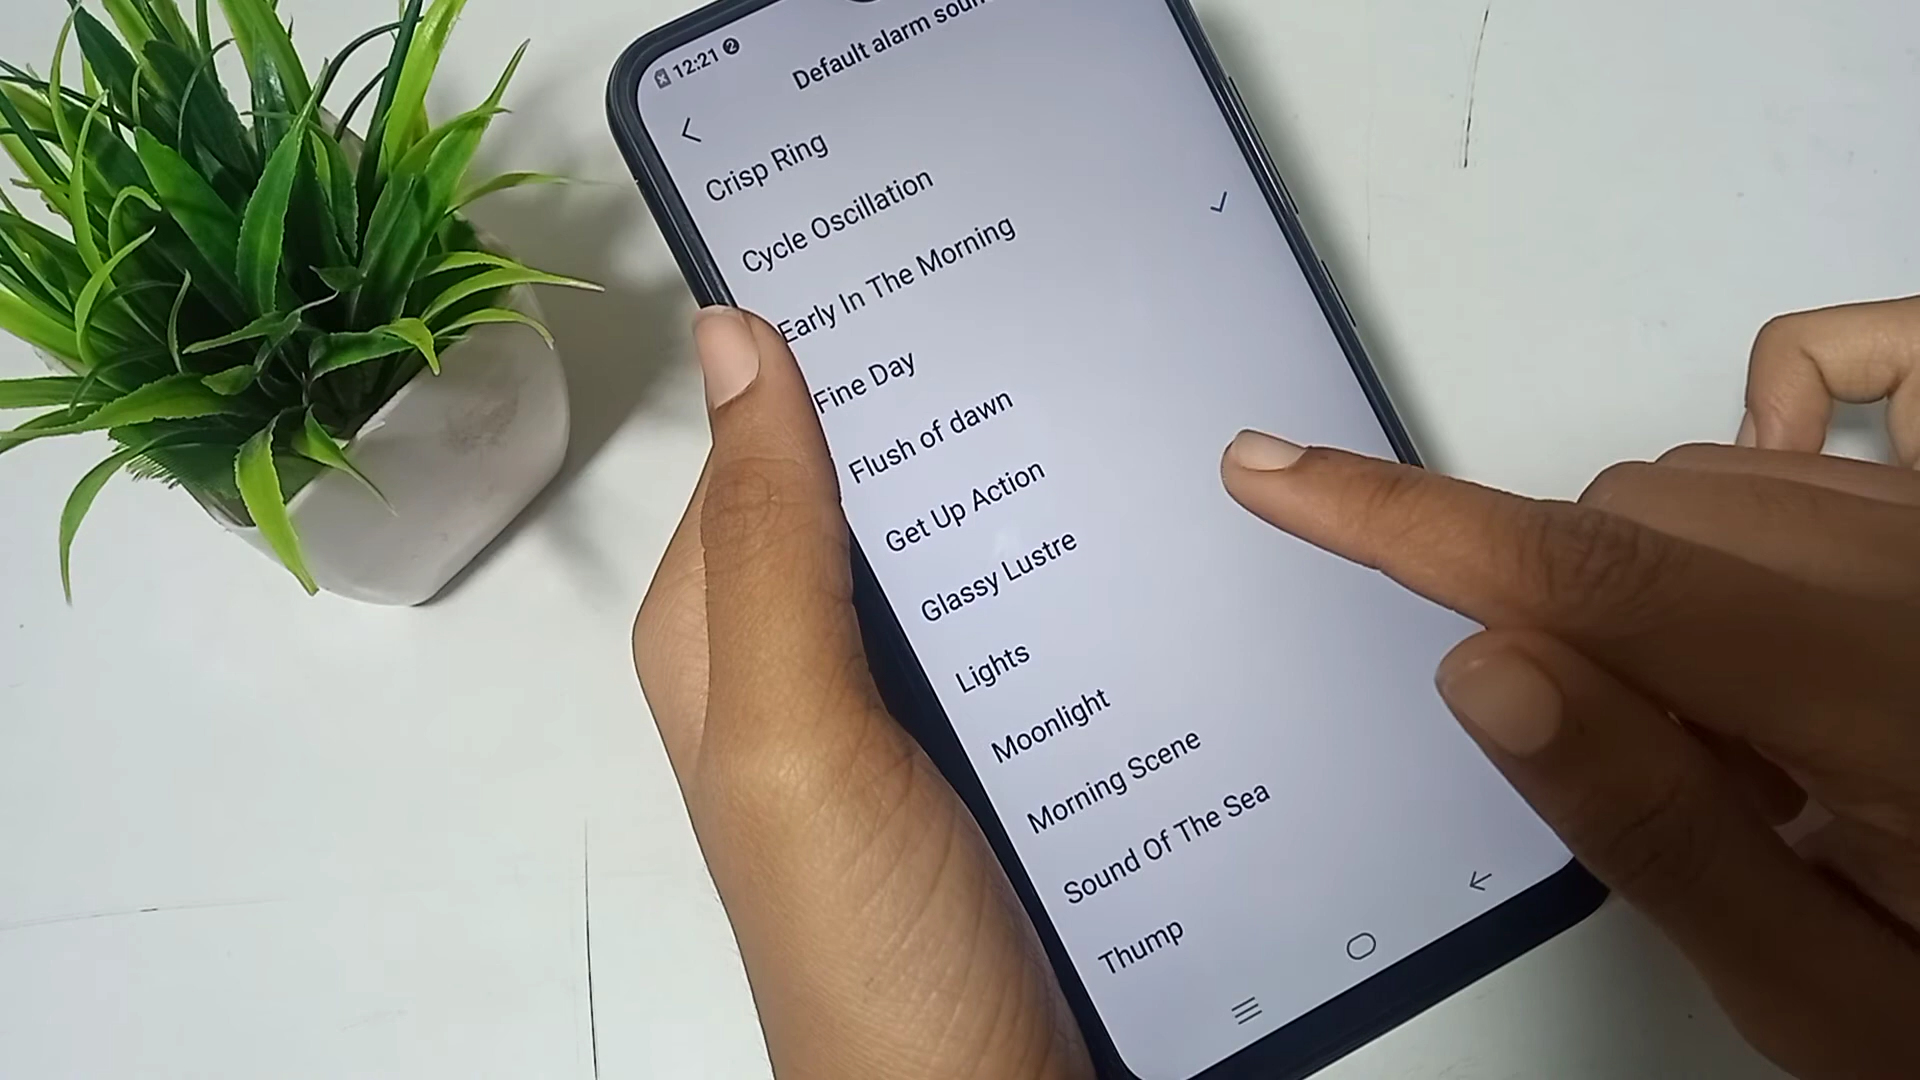 12:21
Default alarm soun
Crisp Ring
Cycle Oscillation
Early In The Morning
Fine Day
Flush of dawn
Get Up Action
Glassy Lustre
Lights
Moonlight
Morning Scene
Sound Of The Sea
Thump